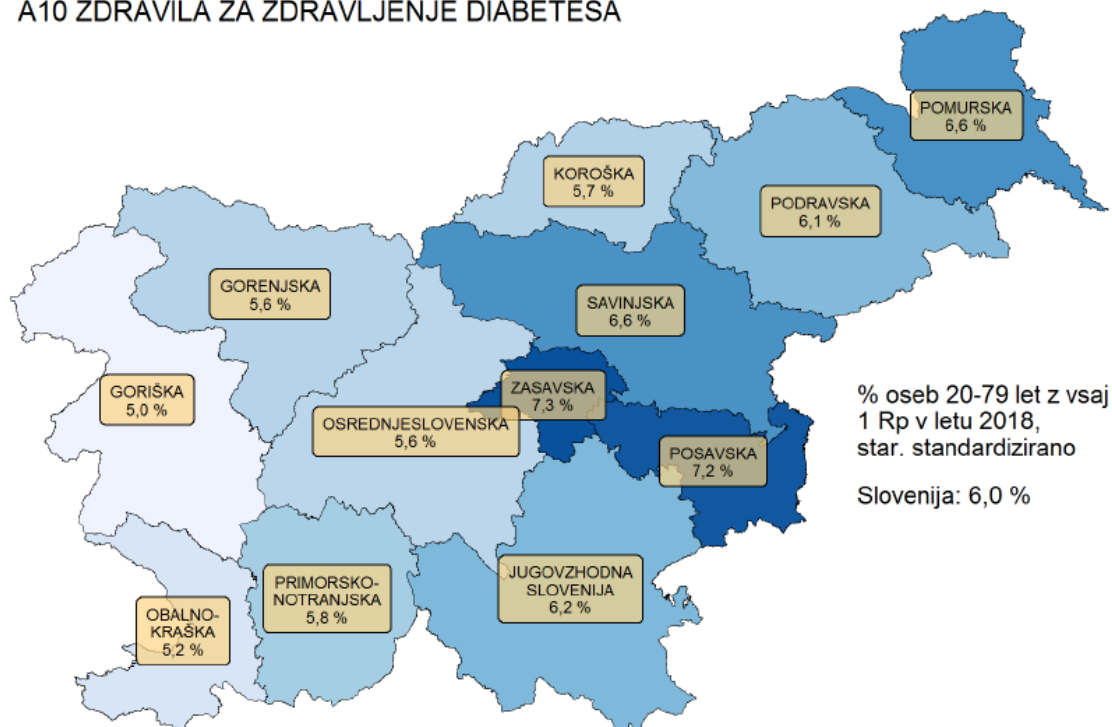 A10 ZDRAVILA ZA ZDRAVLJENJE DIABETESA
POMURSKA
6,6 %
KOROŠKA
5,7 %
PODRAVSKA
6,1 %
GORENJSKA
5,6 %
SAVINJSKA
6,6 %
GORIŠKA
5,0 %
ZASAVSKA
7,3 %
OSREDNJESLOVENSKA
5,6 %
POSAVSKA
7,2 %
% oseb 20-79 let z vsaj
1 Rp v letu 2018,
star. standardizirano
Slovenija: 6,0 %
JUGOVZHODNA
SLOVENIJA
6,2 %
PRIMORSKO-
NOTRANJSKA
5,8 %
OBALNO-
KRAŠKA
5,2 %